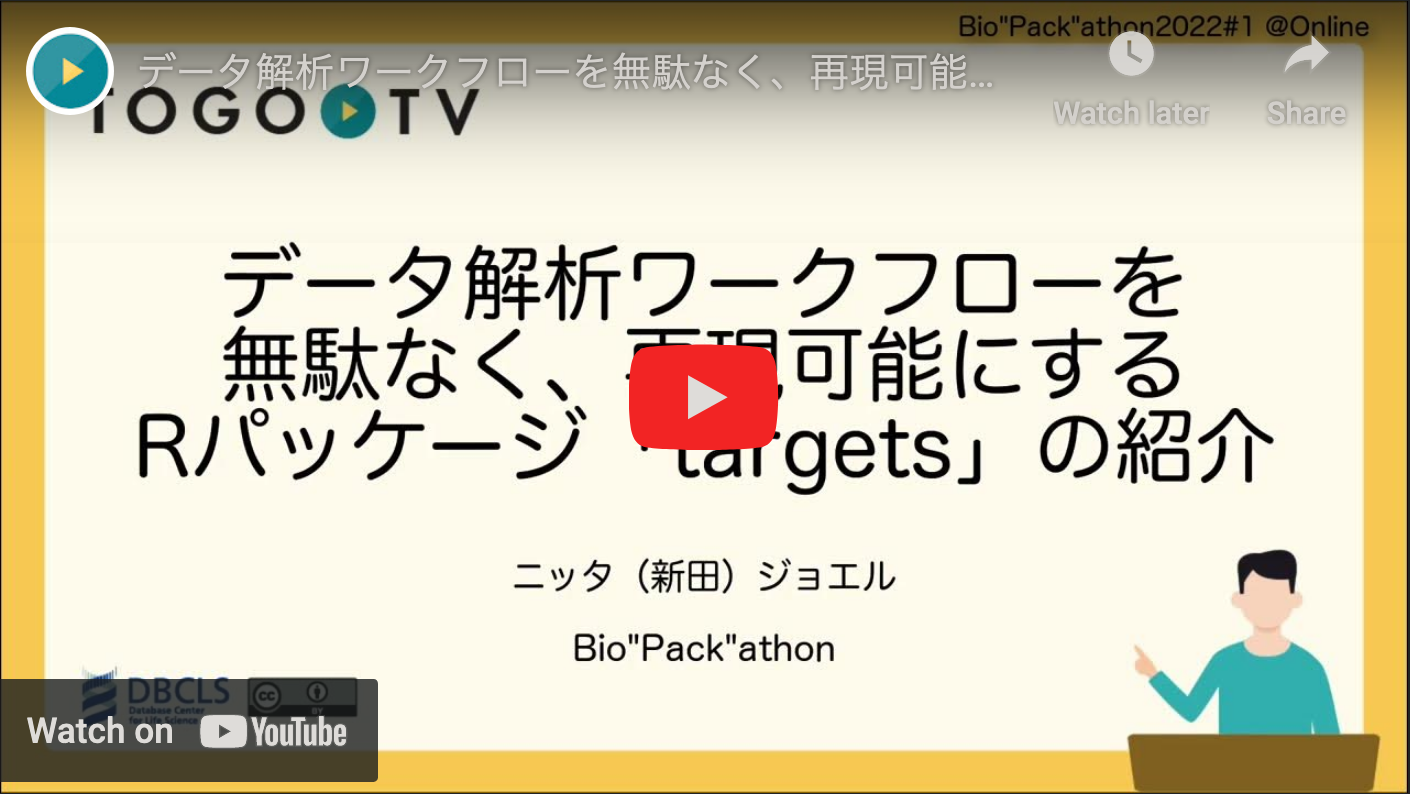 Bio"Pack"athon2022#1 @Online
データ解析ワークフローを無駄なく、再現可能...
Watch later
Share
TOGO TV
データ解析ワークフローを
無駄なく、再現可能にする
Rパッケージ「targets」の紹介
ニッタ（新田）ジョエル
Bio"Pack"athon
DBCLS
Database Center
for Life Science
cc
BY
Watch on YouTube